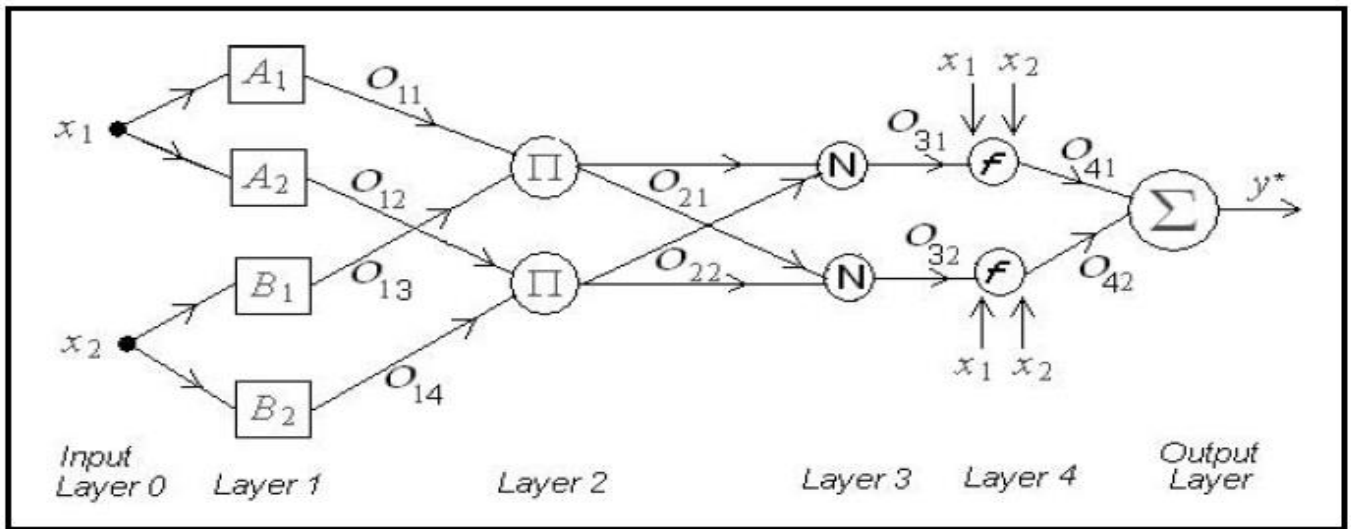 x1 x2
A1
O11
x1
O31
O41
Π
N
f
A2
O12
O21
y*
Σ
B1
O13
O22
O32
O42
Π
N
f
x2
x1 x2
B2
O14
Input
Layer 0
Layer 1
Layer 2
Layer 3
Layer 4
Output
Layer